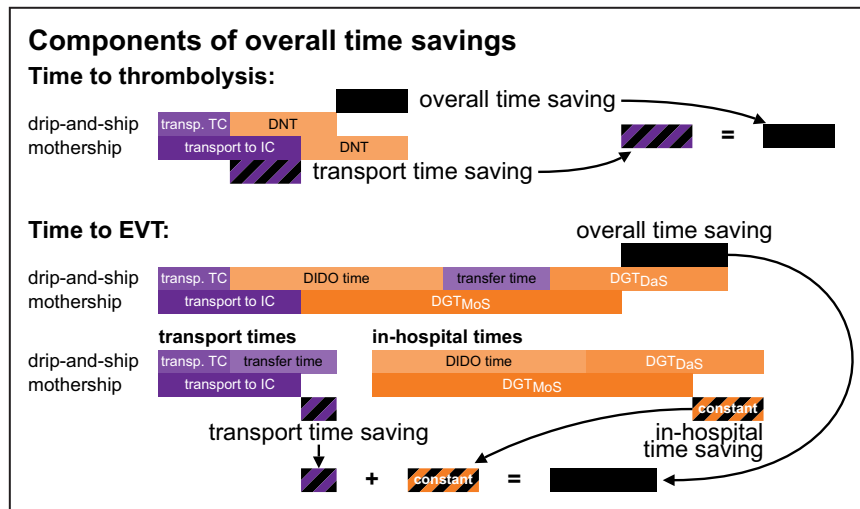 Components of overall time savings
Time to thrombolysis:
overall time saving
drip-and-ship transp. TC DNT
mothership transport to IC DNT
=
transport time saving
Time to EVT:
overall time saving
drip-and-ship transp. TC DIDO time transfer time DGTDaS
mothership transport to IC DGTMoS
transport times in-hospital times
drip-and-ship transp. TC transfer time DIDO time DGTDaS
mothership transport to IC DGTMoS
constant
transport time saving
in-hospital
time saving
+ constant =